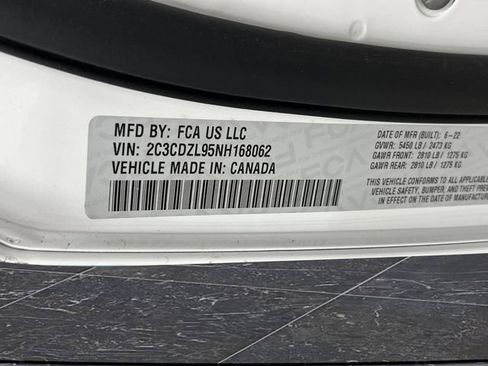 MFD BY: FCA US LLC
VIN: 2C3CDZL95NH168062
VEHICLE MADE IN: CANADA
DATE OF MFR (BUILT): 6-22
GVWR: 5450 LB / 2473 KG
GAWR FRONT: 2810 LB / 1275 KG
GAWR REAR: 2810 LB / 1275 KG
THIS VEHICLE CONFORMS TO ALL APPLICABLE
VEHICLE SAFETY, BUMPER, AND THEFT PREVE
IN EFFECT ON THE DATE OF MFR